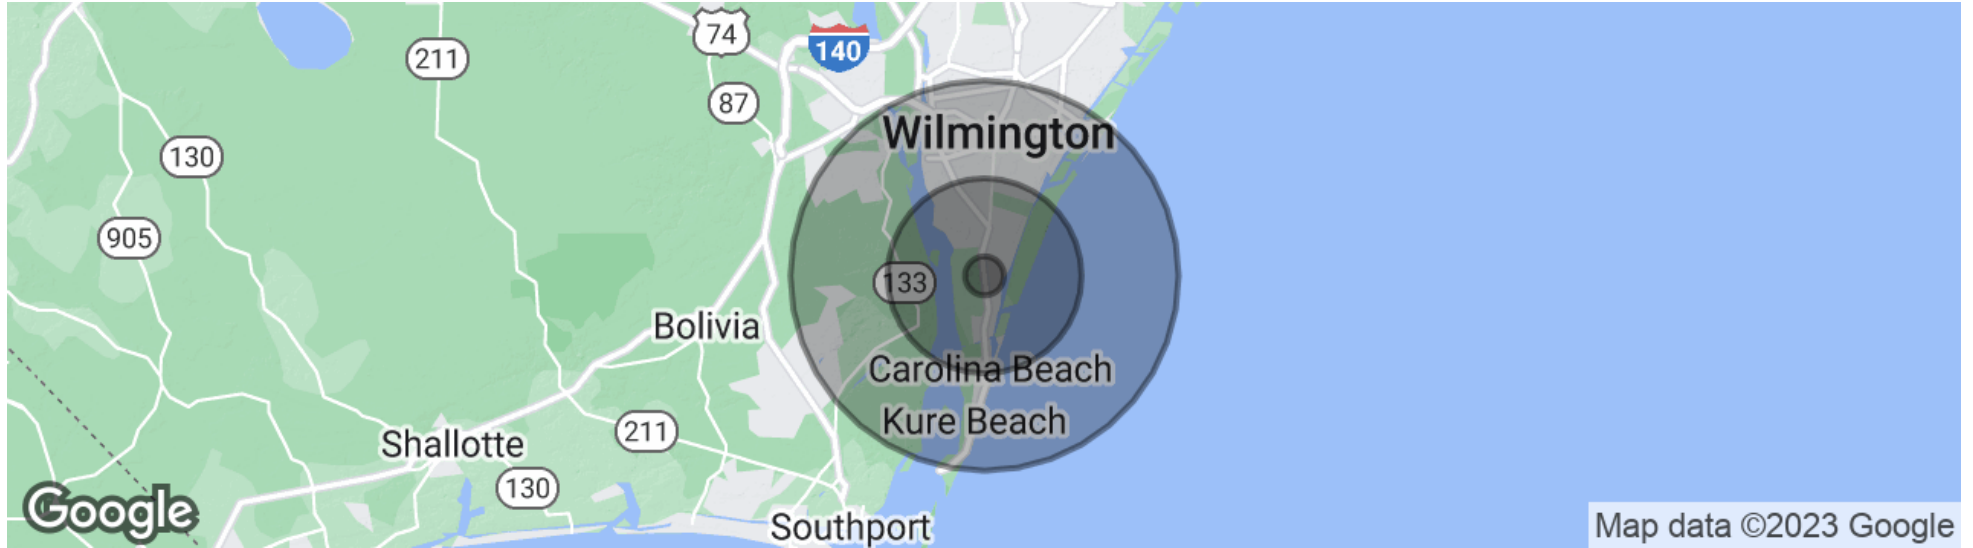 74
140
211
87
Wilmington
130
905
133
Bolivia
Carolina Beach
Kure Beach
211
Shallotte
130
Google
Southport
Map data ©2023 Google